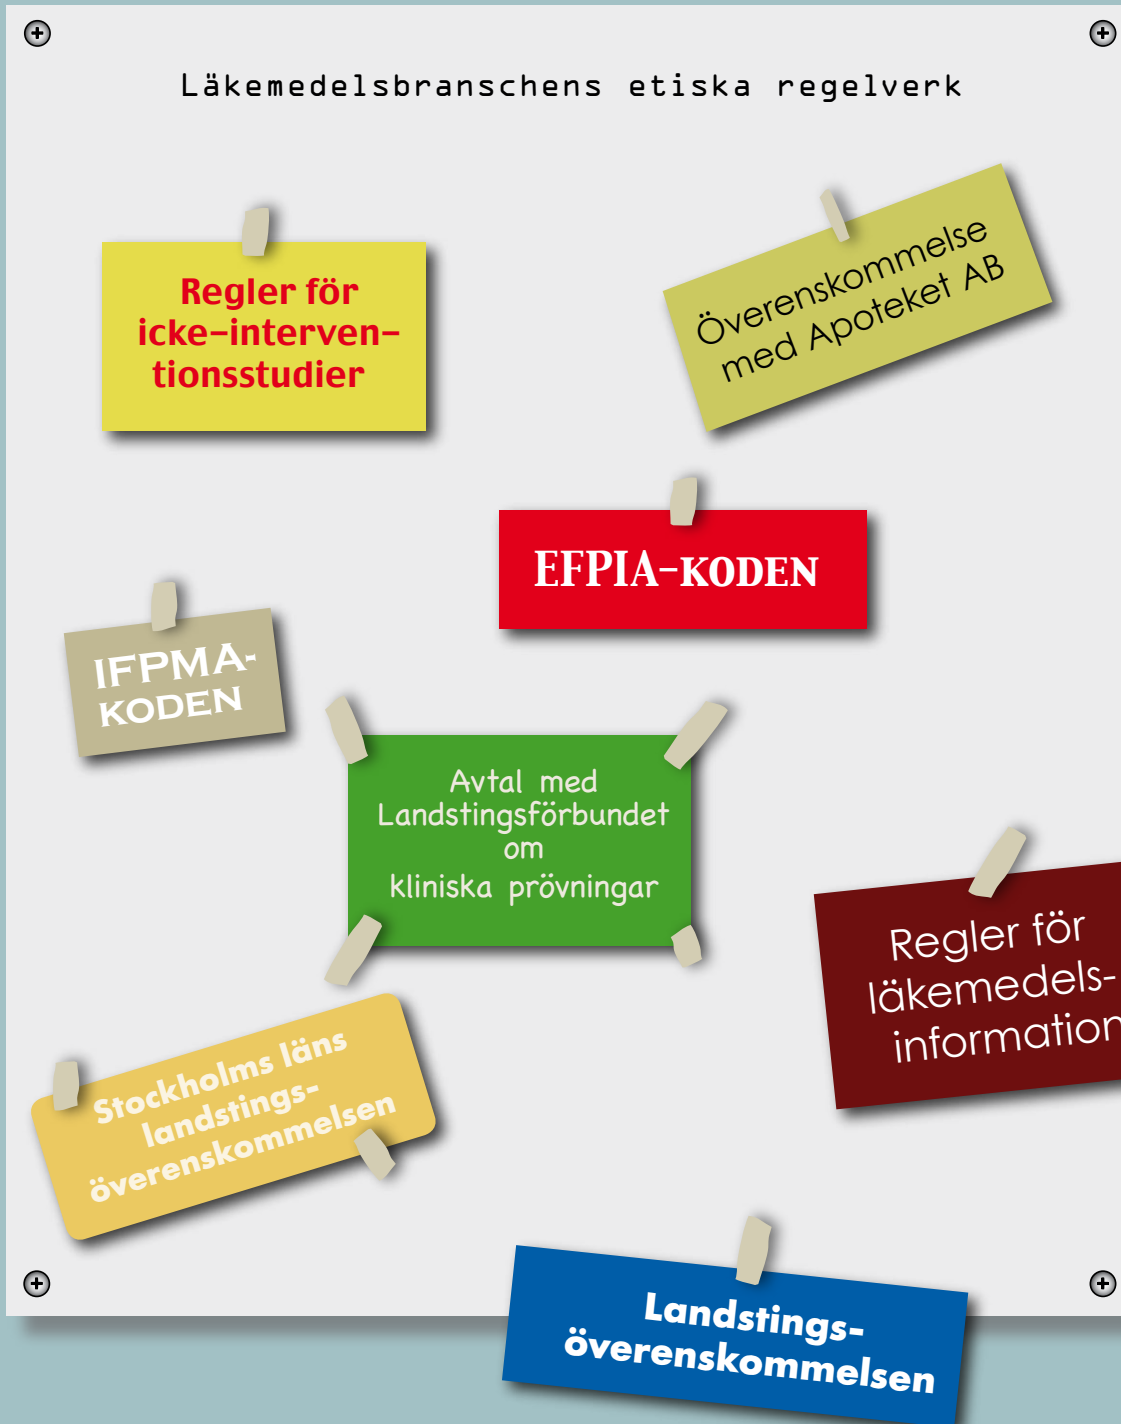 Läkemedelsbranschens etiska regelverk
Regler för
icke-interven-
tionsstudier
Överenskommelse
med Apoteket AB
EFPIA-KODEN
IFPMA-
KODEN
Avtal med
Landstingsförbundet
om
kliniska prövningar
Regler för
läkemedels-
information
Stockholms läns
landstings-
överenskommelsen
Landstings-
överenskommelsen